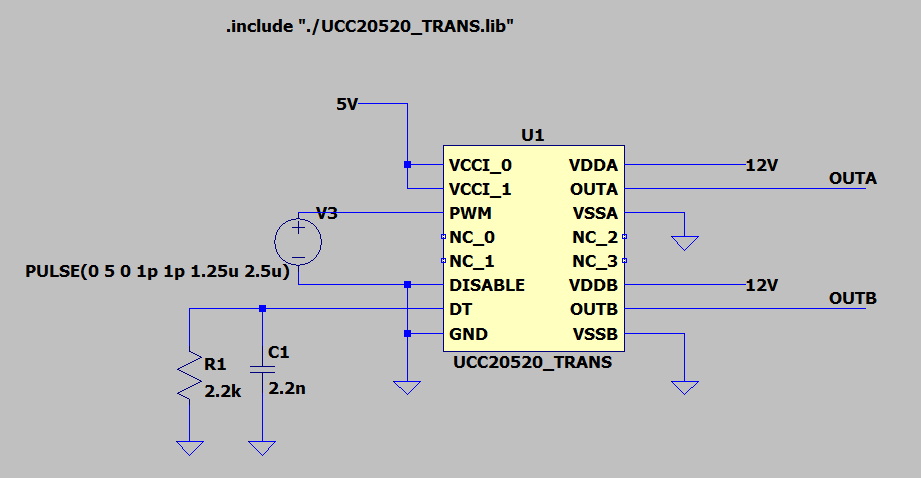 .include "./UCC20520_TRANS.lib"
5V
U1
VCCI_0
VDDA
12V
VCCI_1
OUTA
OUTA
V3
PWM
VSSA
NC_0
NC_2
NC_1
NC_3
PULSE(0 5 0 1p 1p 1.25u 2.5u)
DISABLE
VDDB
12V
DT
OUTB
OUTB
GND
VSSB
UCC20520_TRANS
R1
2.2k
C1
2.2n